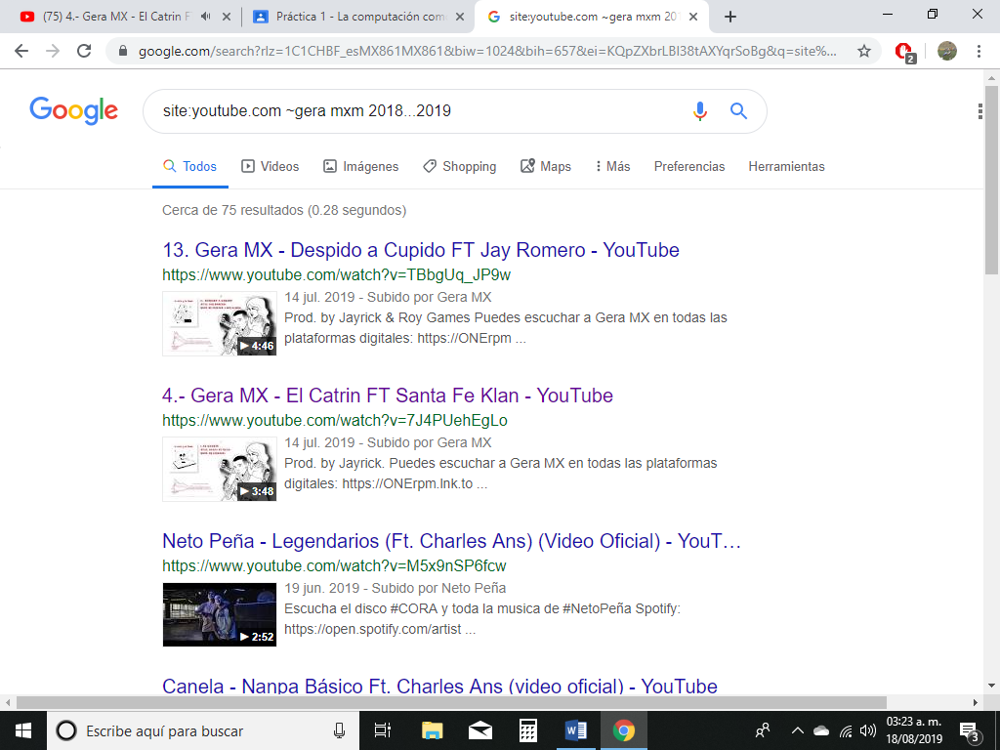 (75) 4.- Gera MX - El Catrin F
Práctica 1 - La computación com
site:youtube.com ~gera mxm 201
google.com/search?rlz=1C1CHBF_esMX861MX861&biw=1024&bih=657&ei=KQpZXbrLBI38tAXYqrSoBg&q=site%...
2
Google
site:youtube.com ~gera mxm 2018...2019
Todos Videos Imágenes Shopping Maps Más Preferencias Herramientas
Cerca de 75 resultados (0.28 segundos)
13. Gera MX - Despido a Cupido FT Jay Romero - YouTube
https://www.youtube.com/watch?v=TBbgUq_JP9w
14 jul. 2019 - Subido por Gera MX
Prod. by Jayrick & Roy Games Puedes escuchar a Gera MX en todas las
plataformas digitales: https://ONErpm ...
4:46
4.- Gera MX - El Catrin FT Santa Fe Klan - YouTube
https://www.youtube.com/watch?v=7J4PUehEgLo
14 jul. 2019 - Subido por Gera MX
Prod. by Jayrick. Puedes escuchar a Gera MX en todas las plataformas
digitales: https://ONErpm.lnk.to ...
3:48
Neto Peña - Legendarios (Ft. Charles Ans) (Video Oficial) - YouT…
https://www.youtube.com/watch?v=M5x9nSP6fcw
19 jun. 2019 - Subido por Neto Peña
Escucha el disco #CORA y toda la musica de #NetoPeña Spotify:
https://open.spotify.com/artist ...
2:52
Canela - Nanpa Básico Ft. Charles Ans (video oficial) - YouTube
Escribe aquí para buscar
03:23 a. m.
18/08/2019
3